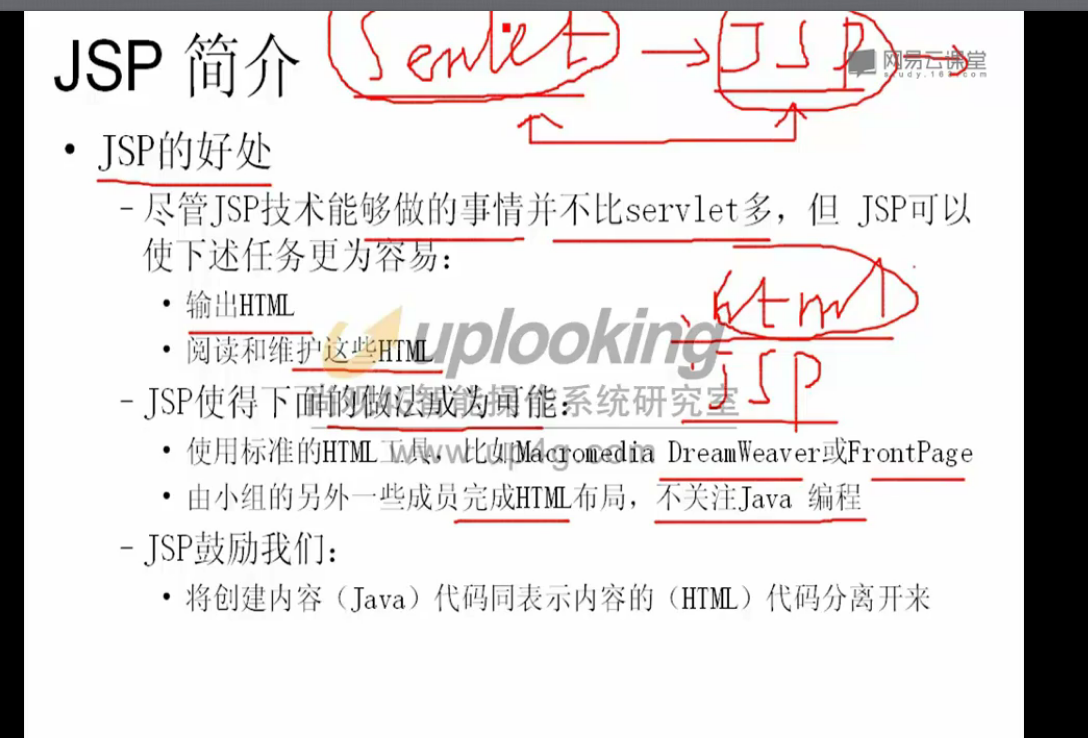 JSP 简介
Servlet
JSP
网易云课堂
study.163.com
• JSP的好处
– 尽管JSP技术能够做的事情并不比servlet多，但 JSP可以
使下述任务更为容易：
• 输出HTML
html
• 阅读和维护这些HTML
uplooking
JSP
– JSP使得下面的做法成为可能：
智能操作系统研究室
• 使用标准的HTML工具，比如Macromedia DreamWeaver或FrontPage
www.up4g.com
• 由小组的另外一些成员完成HTML布局，不关注Java 编程
– JSP鼓励我们：
• 将创建内容（Java）代码同表示内容的（HTML）代码分离开来